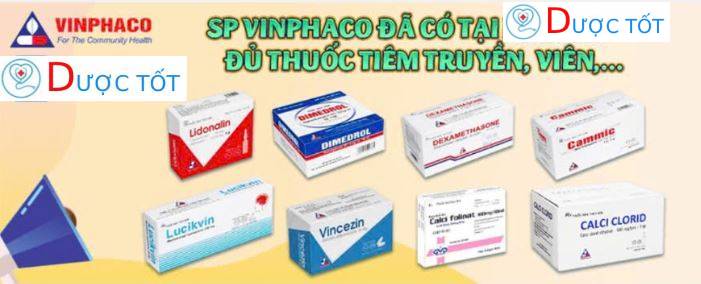 VINPHACO
For The Community Health
DƯỢC TỐT
SP VINPHACO ĐÃ CÓ TẠI
DƯỢC TỐT
ĐỦ THUỐC TIÊM TRUYỀN, VIÊN,...
Lidonalin
DIMEDROL
DEXAMETHASONE
Cammic
Lucikvin
Vincezin
Calci folinat
CALCI CLORID